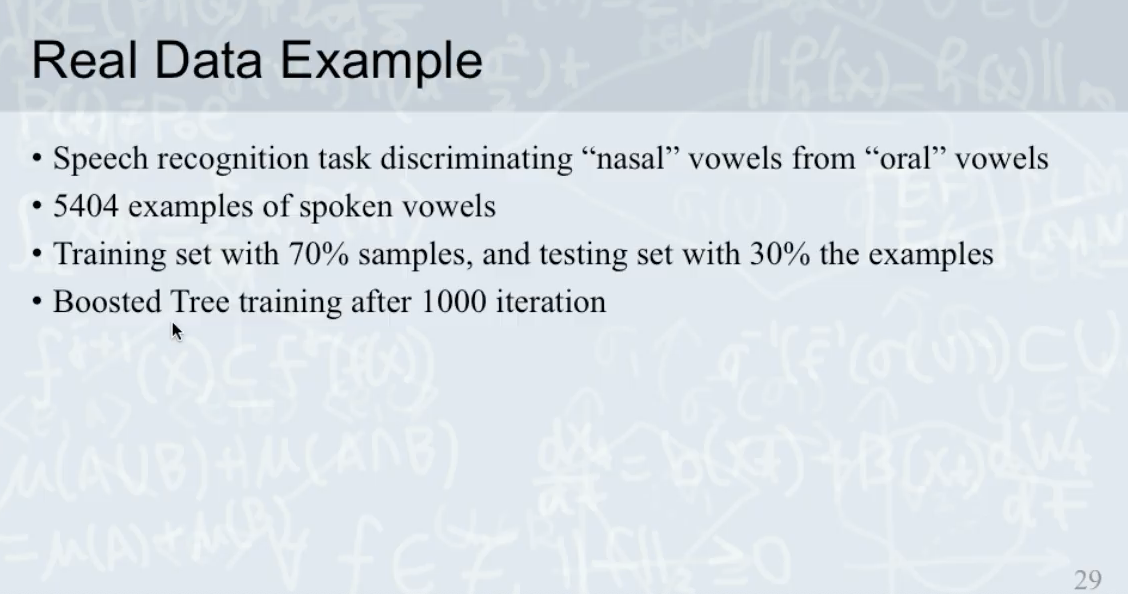 Real Data Example
• Speech recognition task discriminating “nasal” vowels from “oral” vowels
• 5404 examples of spoken vowels
• Training set with 70% samples, and testing set with 30% the examples
• Boosted Tree training after 1000 iteration
29